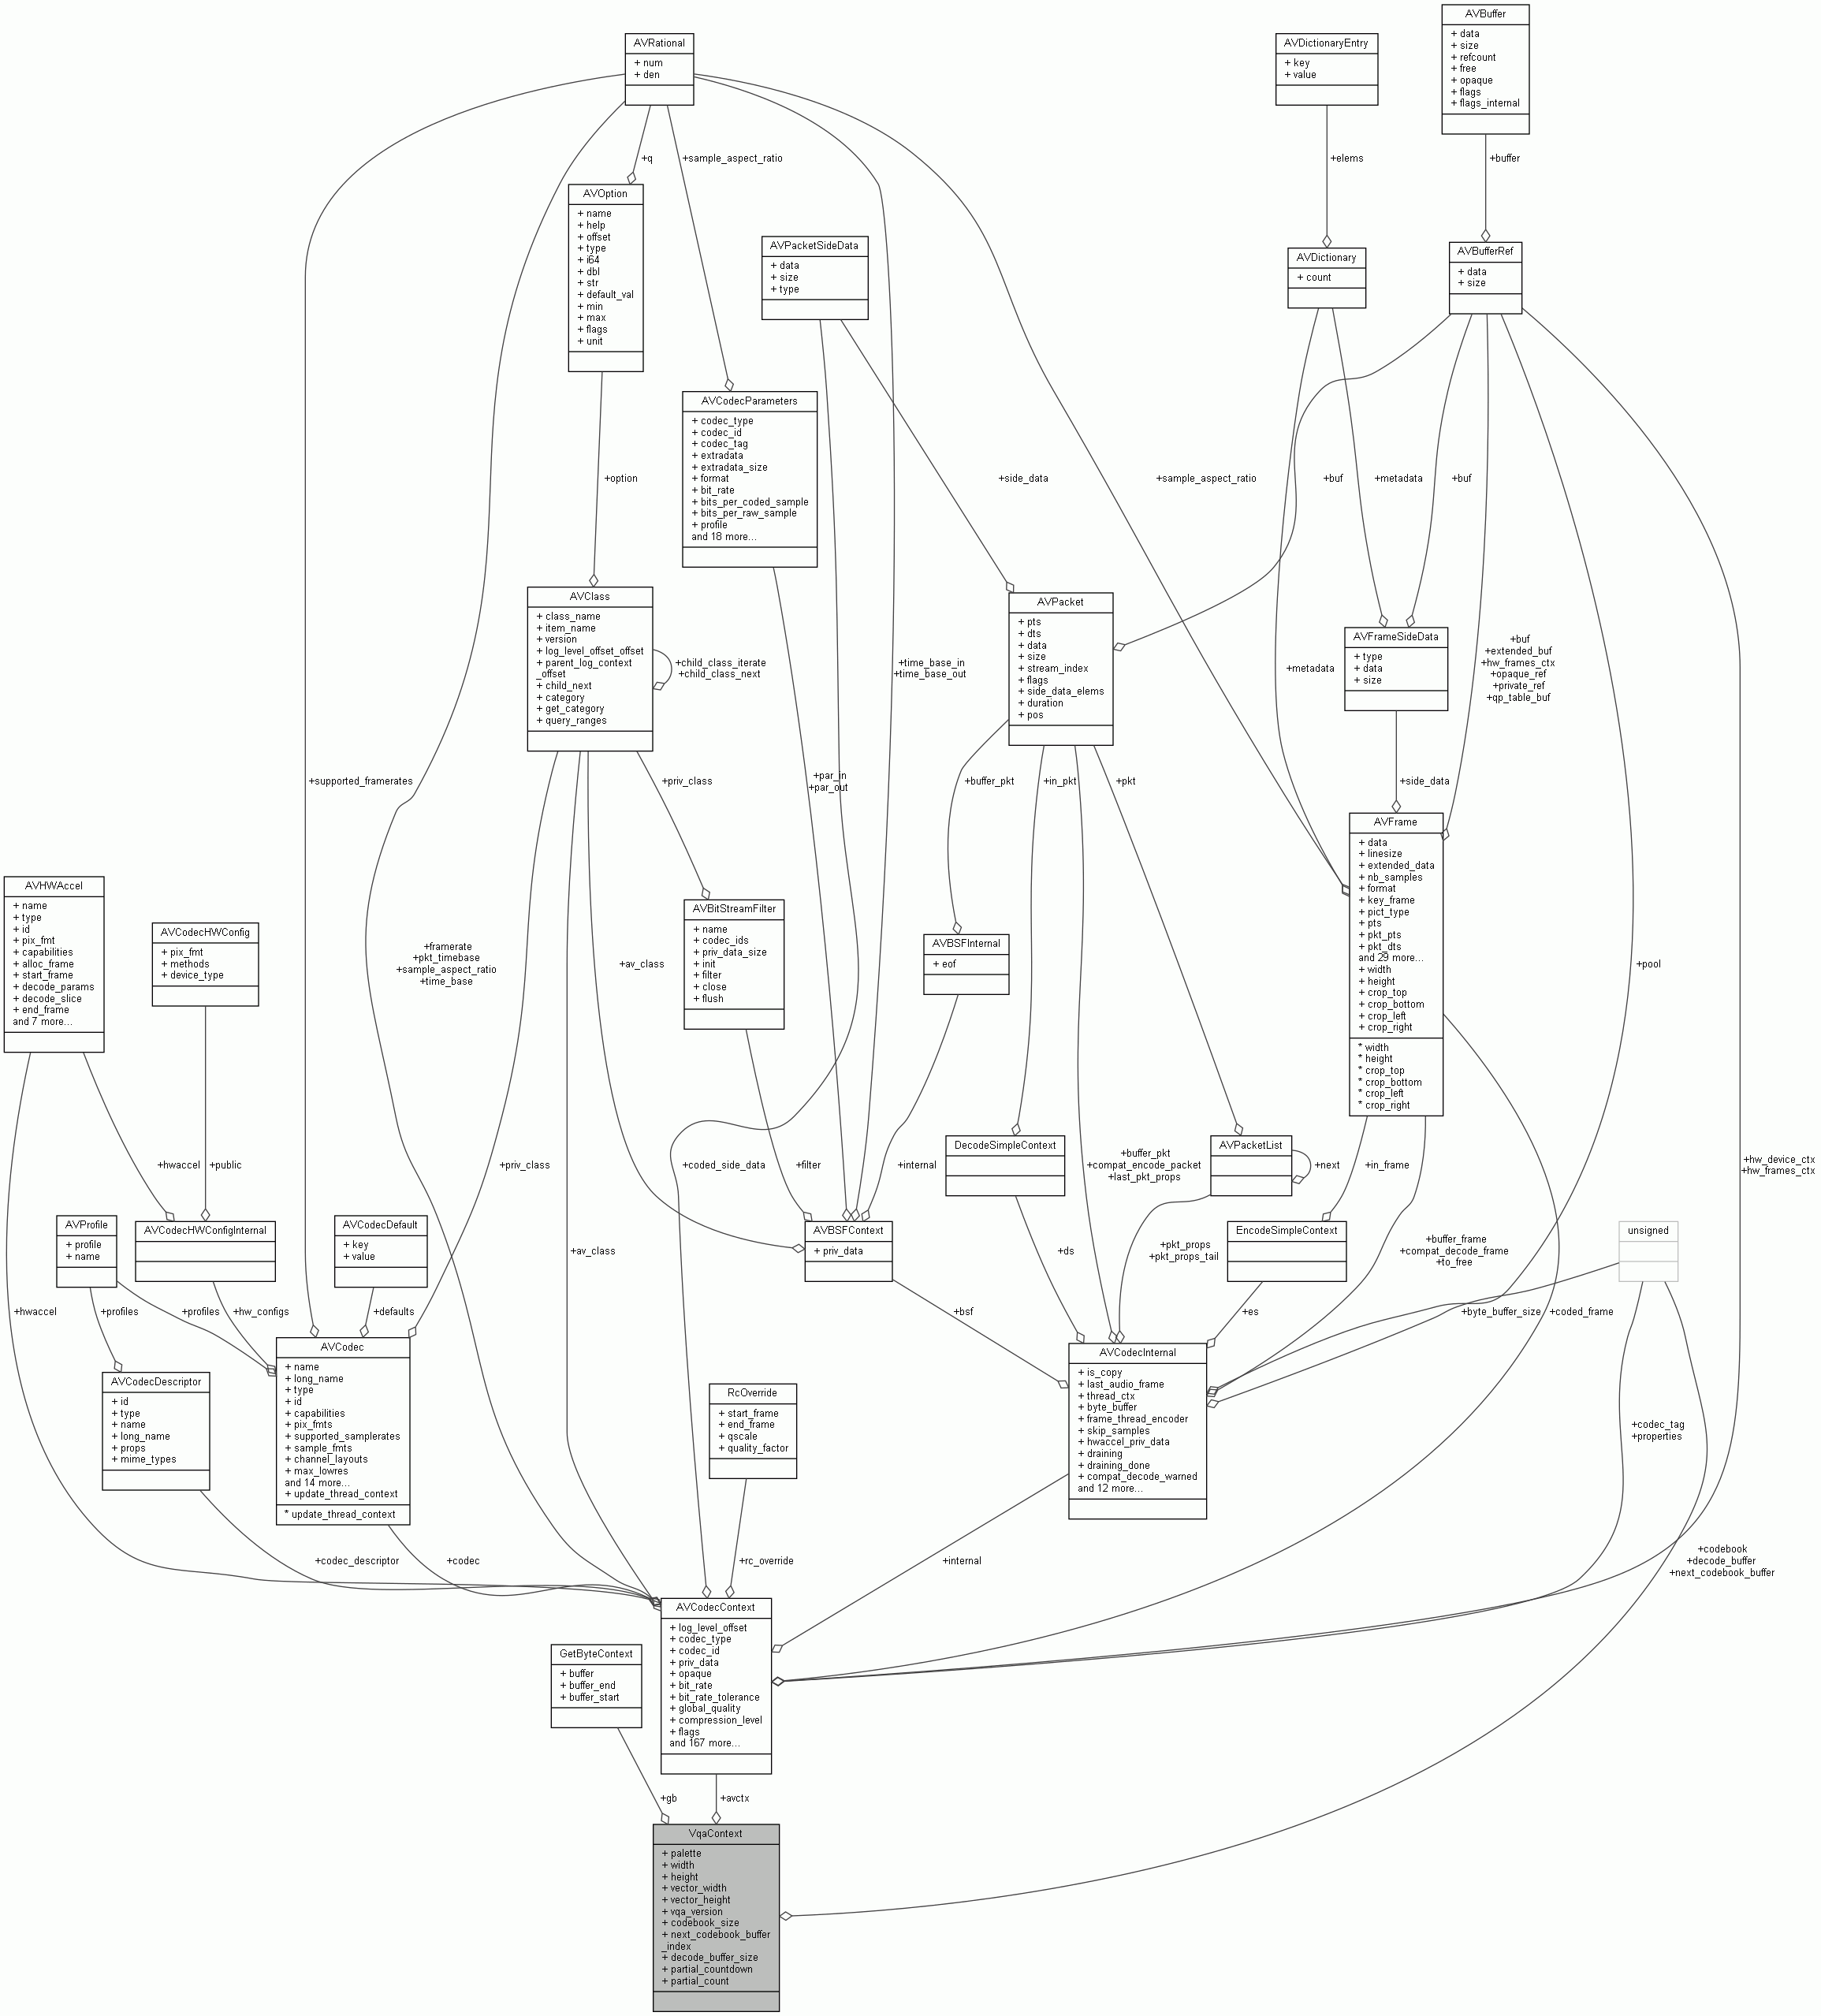 AVBuffer
+ data
+ size
+ refcount
+ free
+ opaque
+ flags
+ flags_internal
AVRational
+ num
+ den
AVDictionaryEntry
+ key
+ value
+q
+sample_aspect_ratio
+elems
+buffer
AVOption
+ name
+ help
+ offset
+ type
+ i64
+ dbl
+ str
+ default_val
+ min
+ max
+ flags
+ unit
AVPacketSideData
+ data
+ size
+ type
AVDictionary
+ count
AVBufferRef
+ data
+ size
AVCodecParameters
+ codec_type
+ codec_id
+ codec_tag
+ extradata
+ extradata_size
+ format
+ bit_rate
+ bits_per_coded_sample
+ bits_per_raw_sample
+ profile
and 18 more...
+option
+side_data
+sample_aspect_ratio
+buf
+metadata
+buf
AVClass
+ class_name
+ item_name
+ version
+ log_level_offset_offset
+ parent_log_context
_offset
+ child_next
+ category
+ get_category
+ query_ranges
+child_class_iterate
+child_class_next
+time_base_in
+time_base_out
AVPacket
+ pts
+ dts
+ data
+ size
+ stream_index
+ flags
+ side_data_elems
+ duration
+ pos
+metadata
AVFrameSideData
+ type
+ data
+ size
+buf
+extended_buf
+hw_frames_ctx
+opaque_ref
+private_ref
+qp_table_buf
+supported_framerates
+priv_class
+par_in
+par_out
+buffer_pkt
+in_pkt
+pkt
+side_data
AVFrame
+ data
+ linesize
+ extended_data
+ nb_samples
+ format
+ key_frame
+ pict_type
+ pts
+ pkt_pts
+ pkt_dts
and 29 more...
+ width
+ height
+ crop_top
+ crop_bottom
+ crop_left
+ crop_right
* width
* height
* crop_top
* crop_bottom
* crop_left
* crop_right
AVHWAccel
+ name
+ type
+ id
+ pix_fmt
+ capabilities
+ alloc_frame
+ start_frame
+ decode_params
+ decode_slice
+ end_frame
and 7 more...
AVCodecHWConfig
+ pix_fmt
+ methods
+ device_type
+framerate
+pkt_timebase
+sample_aspect_ratio
+time_base
+av_class
AVBitStreamFilter
+ name
+ codec_ids
+ priv_data_size
+ init
+ filter
+ close
+ flush
AVBSFInternal
+ eof
+pool
+hwaccel
+public
+priv_class
+coded_side_data
+filter
+internal
DecodeSimpleContext
+buffer_pkt
+compat_encode_packet
+last_pkt_props
AVPacketList
+next
+in_frame
+hw_device_ctx
+hw_frames_ctx
AVProfile
+ profile
+ name
AVCodecHWConfigInternal
AVCodecDefault
+ key
+ value
+av_class
AVBSFContext
+ priv_data
+ds
+pkt_props
+pkt_props_tail
EncodeSimpleContext
+buffer_frame
+compat_decode_frame
+to_free
unsigned
+hwaccel
+profiles
+profiles
+hw_configs
+defaults
+bsf
+es
+byte_buffer_size
+coded_frame
AVCodecDescriptor
+ id
+ type
+ name
+ long_name
+ props
+ mime_types
AVCodec
+ name
+ long_name
+ type
+ id
+ capabilities
+ pix_fmts
+ supported_samplerates
+ sample_fmts
+ channel_layouts
+ max_lowres
and 14 more...
+ update_thread_context
* update_thread_context
RcOverride
+ start_frame
+ end_frame
+ qscale
+ quality_factor
AVCodecInternal
+ is_copy
+ last_audio_frame
+ thread_ctx
+ byte_buffer
+ frame_thread_encoder
+ skip_samples
+ hwaccel_priv_data
+ draining
+ draining_done
+ compat_decode_warned
and 12 more...
+codec_tag
+properties
+codec_descriptor
+codec
+rc_override
+internal
+codebook
+decode_buffer
+next_codebook_buffer
AVCodecContext
+ log_level_offset
+ codec_type
+ codec_id
+ priv_data
+ opaque
+ bit_rate
+ bit_rate_tolerance
+ global_quality
+ compression_level
+ flags
and 167 more...
GetByteContext
+ buffer
+ buffer_end
+ buffer_start
+gb
+avctx
VqaContext
+ palette
+ width
+ height
+ vector_width
+ vector_height
+ vqa_version
+ codebook_size
+ next_codebook_buffer
_index
+ decode_buffer_size
+ partial_countdown
+ partial_count